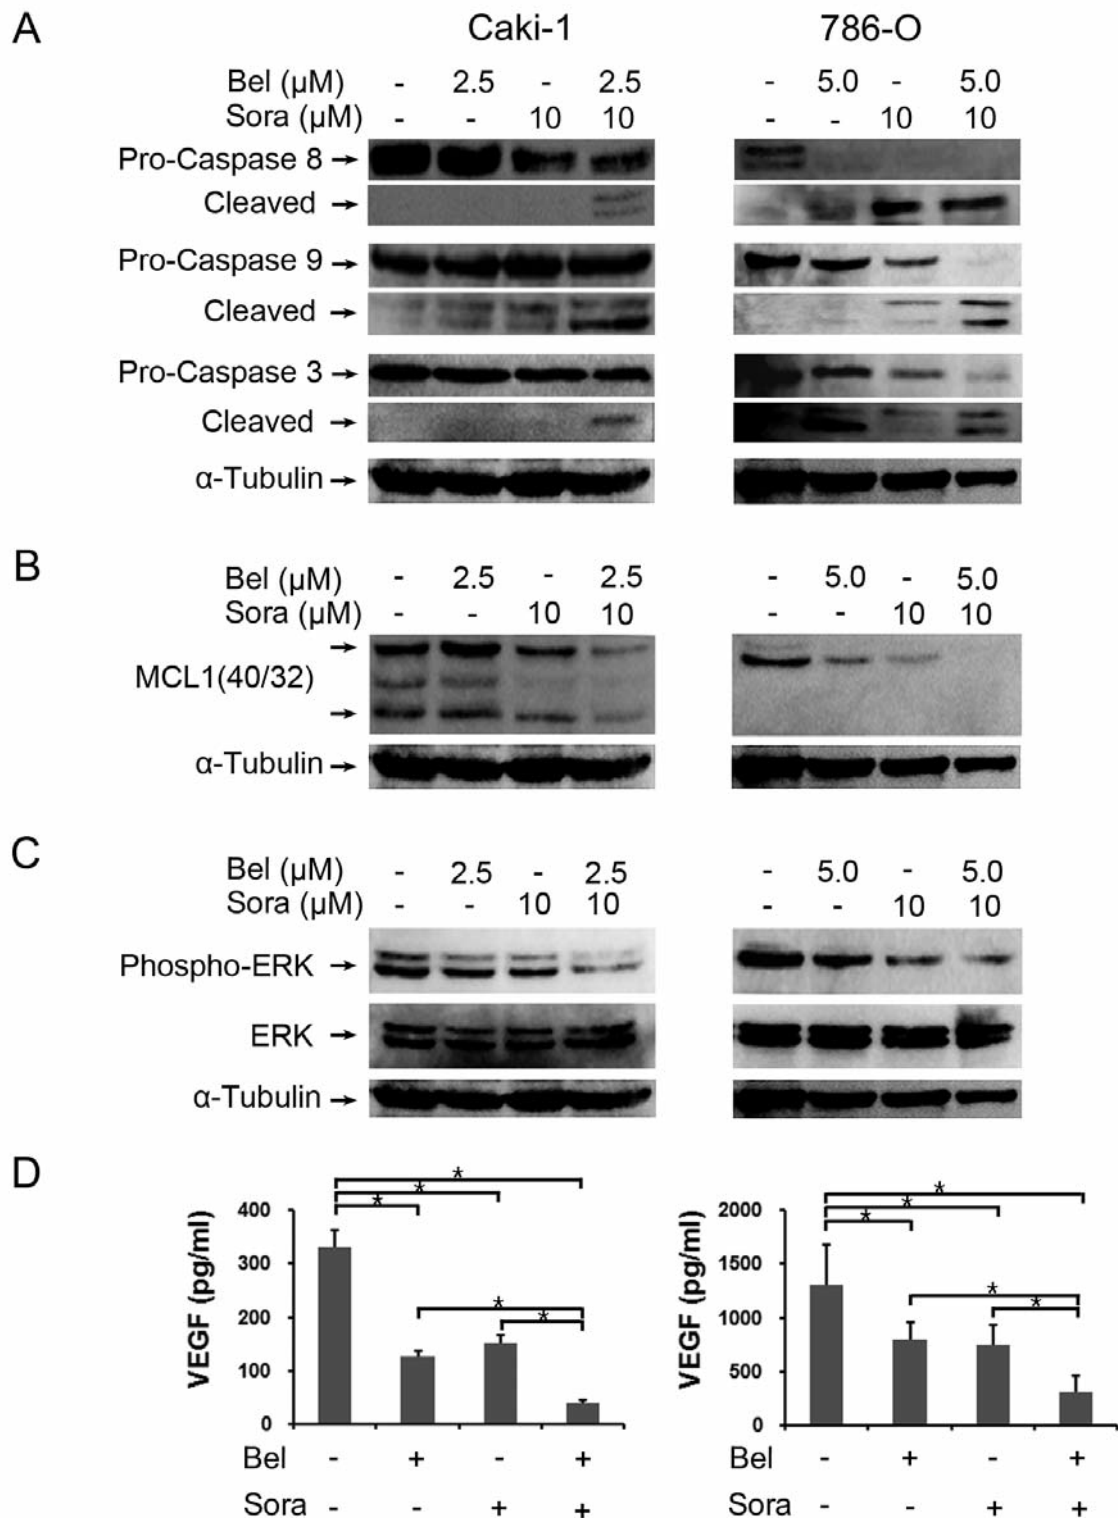 A
Caki-1 786-O
Bel (μM) - 2.5 - 2.5 - 5.0 - 5.0
Sora (μM) - - 10 10 - - 10 10
Pro-Caspase 8 →
Cleaved →
Pro-Caspase 9 →
Cleaved →
Pro-Caspase 3 →
Cleaved →
α-Tubulin →
B
Bel (μM) - 2.5 - 2.5 - 5.0 - 5.0
Sora (μM) - - 10 10 - - 10 10
MCL1(40/32)
α-Tubulin →
C
Bel (μM) - 2.5 - 2.5 - 5.0 - 5.0
Sora (μM) - - 10 10 - - 10 10
Phospho-ERK →
ERK →
α-Tubulin →
D
VEGF (pg/ml)
400
300
200
100
0
* * * * *
Bel - + - +
Sora - - + +
VEGF (pg/ml)
2000
1500
1000
500
0
* * * * *
Bel - + - +
Sora - - + +